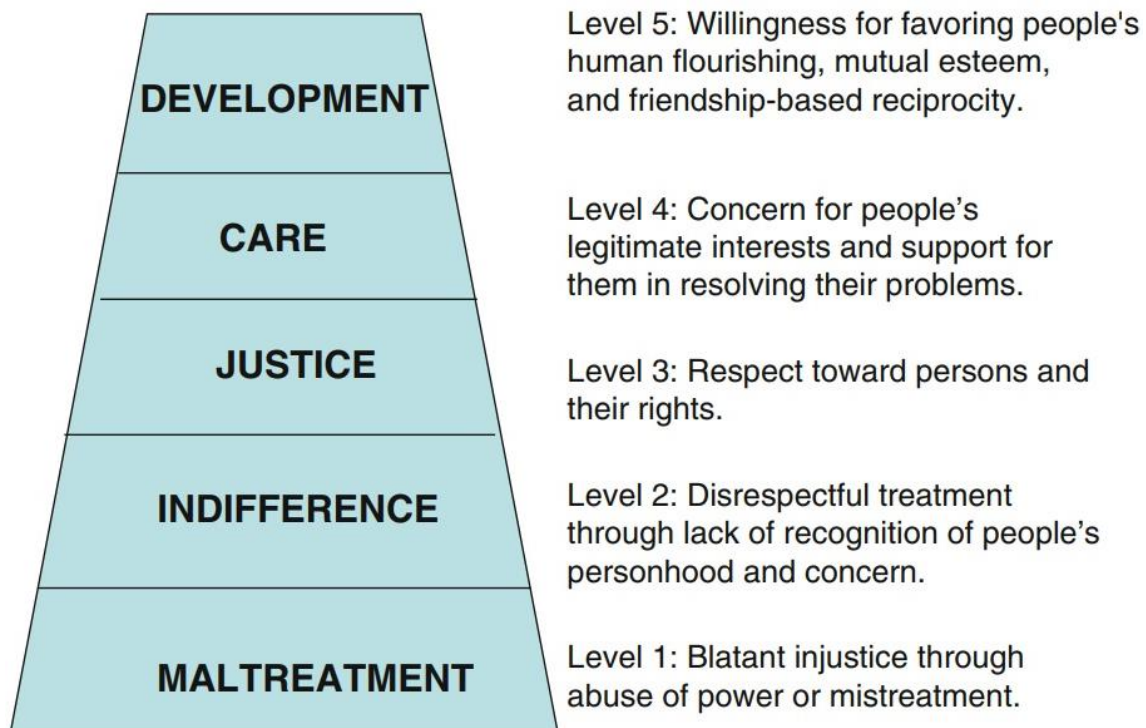 DEVELOPMENT
Level 5: Willingness for favoring people's
human flourishing, mutual esteem,
and friendship-based reciprocity.
CARE
Level 4: Concern for people’s
legitimate interests and support for
them in resolving their problems.
JUSTICE
Level 3: Respect toward persons and
their rights.
INDIFFERENCE
Level 2: Disrespectful treatment
through lack of recognition of people’s
personhood and concern.
MALTREATMENT
Level 1: Blatant injustice through
abuse of power or mistreatment.